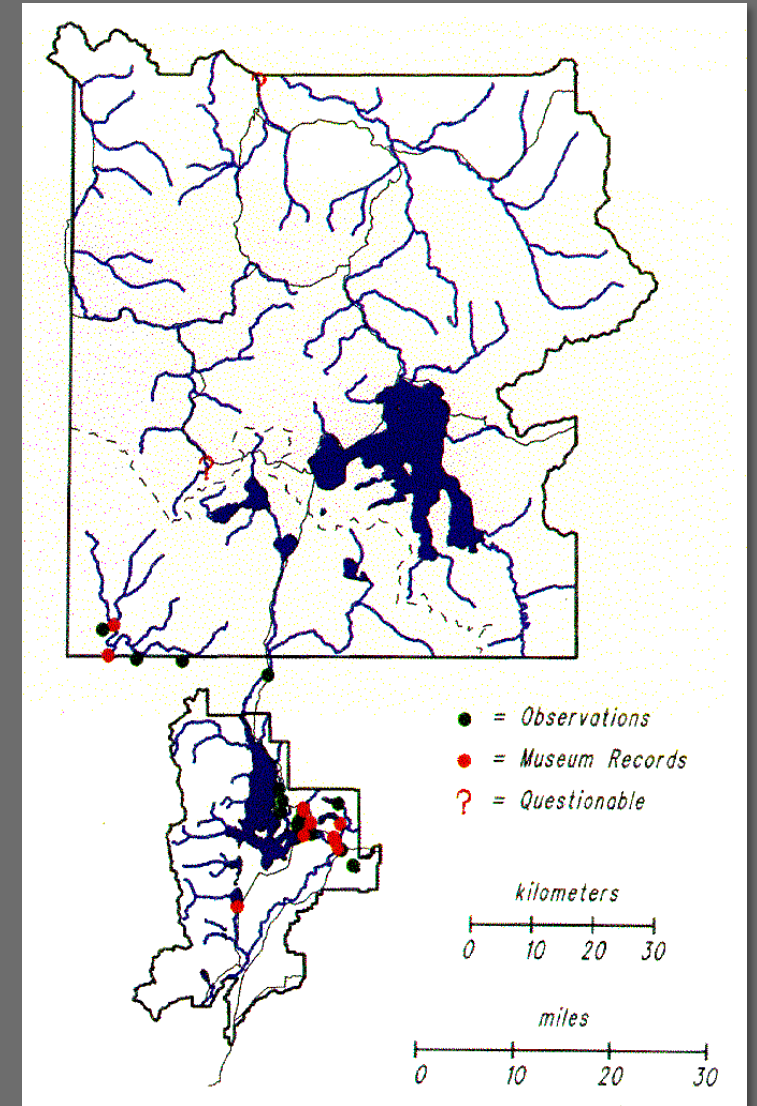 = Observations
= Museum Records
? = Questionable
kilometers
0 10 20 30
miles
0 10 20 30